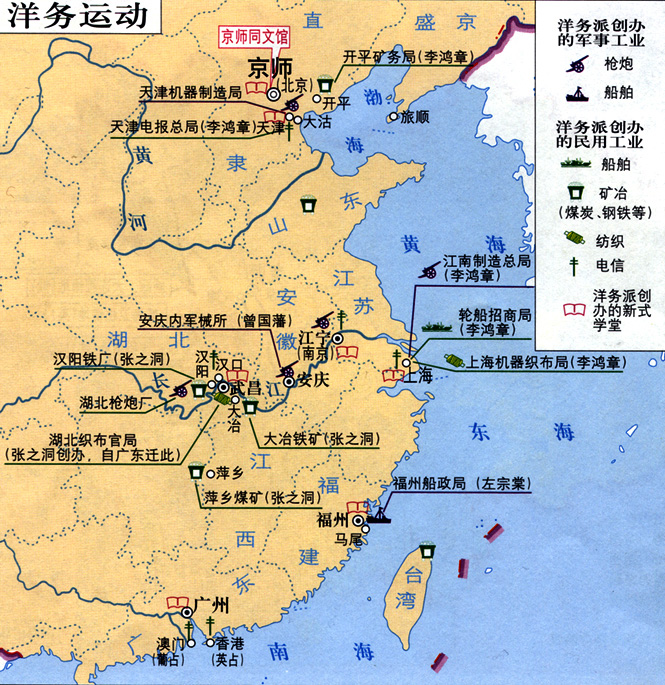 洋务运动
直
盛京
京师同文馆
京师
(北京)
开平矿务局(李鸿章)
天津机器制造局
开平
渤
海
旅顺
天津电报总局(李鸿章)
天津
大沽
黄
河
隶
山
东
黄海
江南制造总局
(李鸿章)
江
苏
安
徽
安庆内军械所（曾国藩）
江宁
(南京)
轮船招商局
(李鸿章)
湖北
汉阳铁厂(张之洞)
汉
阳
汉口
武昌
长
江
安庆
上海
上海机器织布局(李鸿章)
湖北枪炮厂
大
冶
湖北织布官局
(张之洞创办，自广东迁此)
大冶铁矿(张之洞)
东海
江
西
萍乡
萍乡煤矿(张之洞)
福
建
福州船政局（左宗棠）
福州
马尾
台
湾
东
广州
澳门
(葡占)
香港
(英占)
南海
洋务派创办
的军事工业
枪炮
船舶
洋务派创办
的民用工业
船舶
矿冶
(煤炭、钢铁等)
纺织
电信
洋务派创
办的新式
学堂